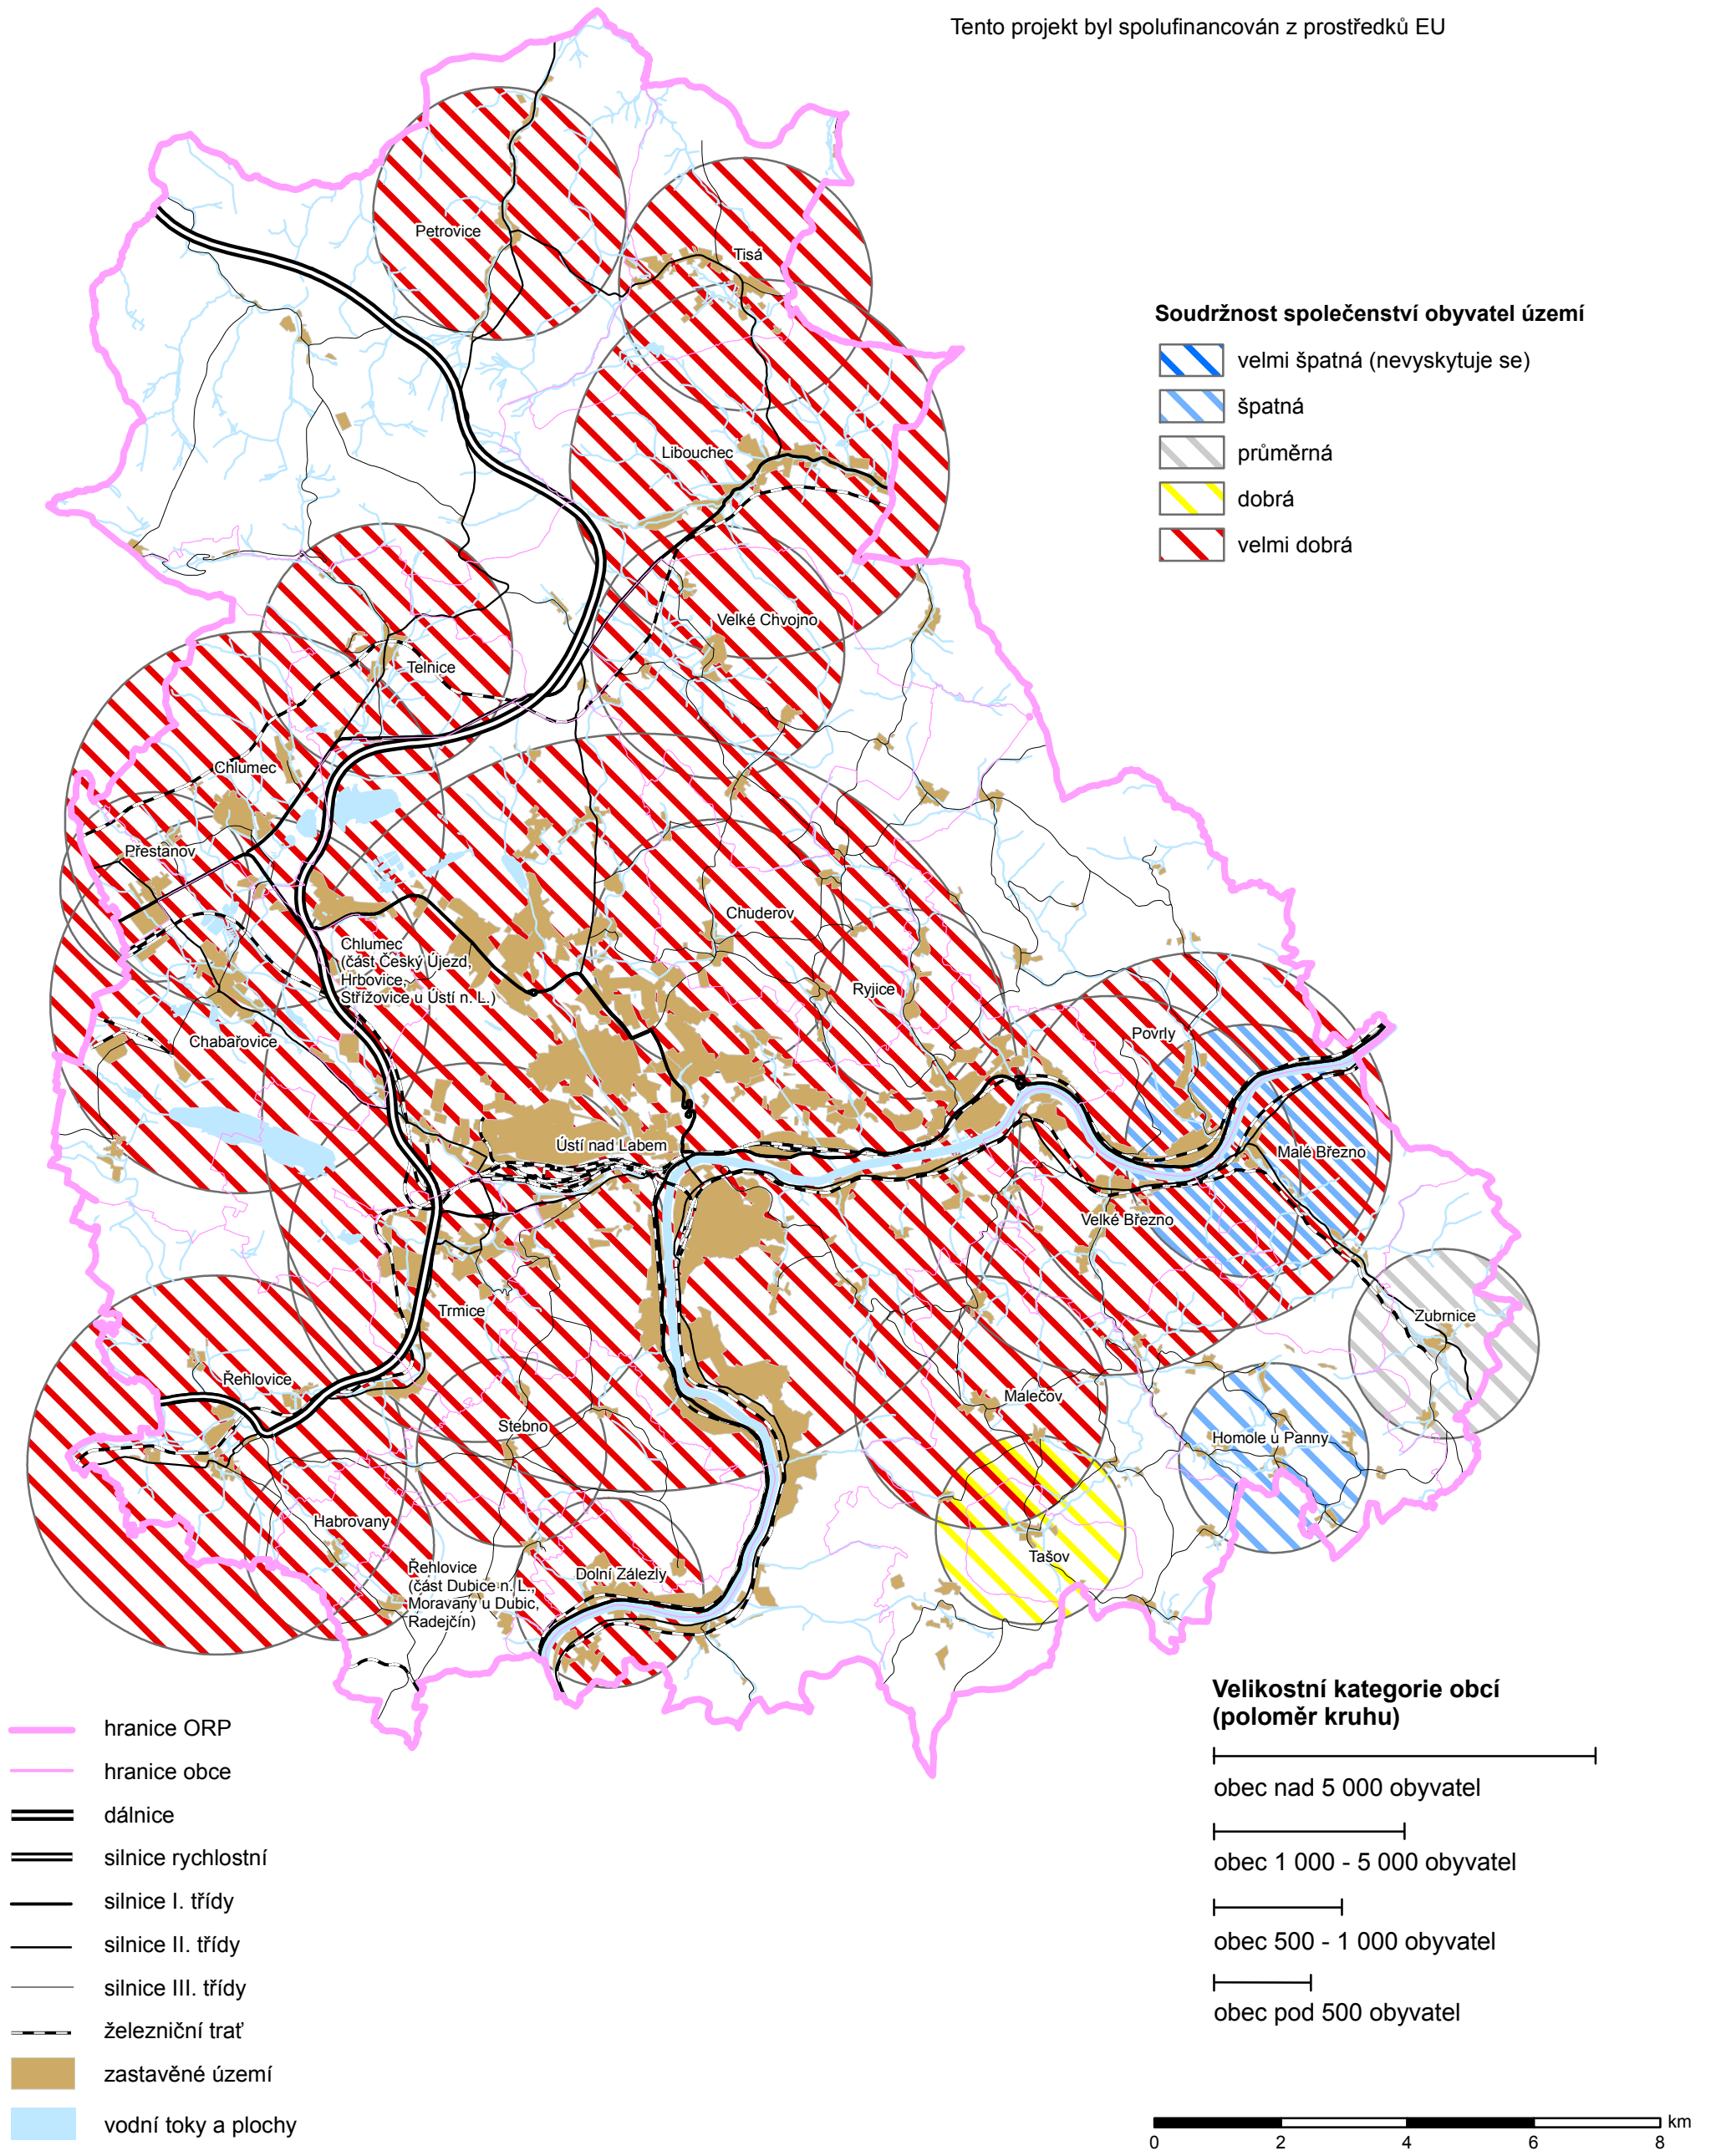 Tento projekt byl spolufinancován z prostředků EU
Petrovice
Tisá
Soudržnost společenství obyvatel území
velmi špatná (nevyskytuje se)
špatná
průměrná
dobrá
velmi dobrá
Libouchec
Velké Chvojno
Telnice
Chlumec
Přestanov
Chuderov
Chlumec
(část Český Újezd,
Hrbovice,
Střížovice u Ústí n. L.)
Ryjice
Povrly
Chabařovice
Ústí nad Labem
Malé Březno
Velké Březno
Trmice
Zubrnice
Řehlovice
Malečov
Stebno
Homole u Panny
Habrovany
Tašov
Řehlovice
(část Dubice n. L.,
Moravany u Dubic,
Radejčín)
Dolní Zálezly
Velikostní kategorie obcí
(poloměr kruhu)
obec nad 5 000 obyvatel
obec 1 000 - 5 000 obyvatel
obec 500 - 1 000 obyvatel
obec pod 500 obyvatel
hranice ORP
hranice obce
dálnice
silnice rychlostní
silnice I. třídy
silnice II. třídy
silnice III. třídy
železniční trať
zastavěné území
vodní toky a plochy
km
0 2 4 6 8